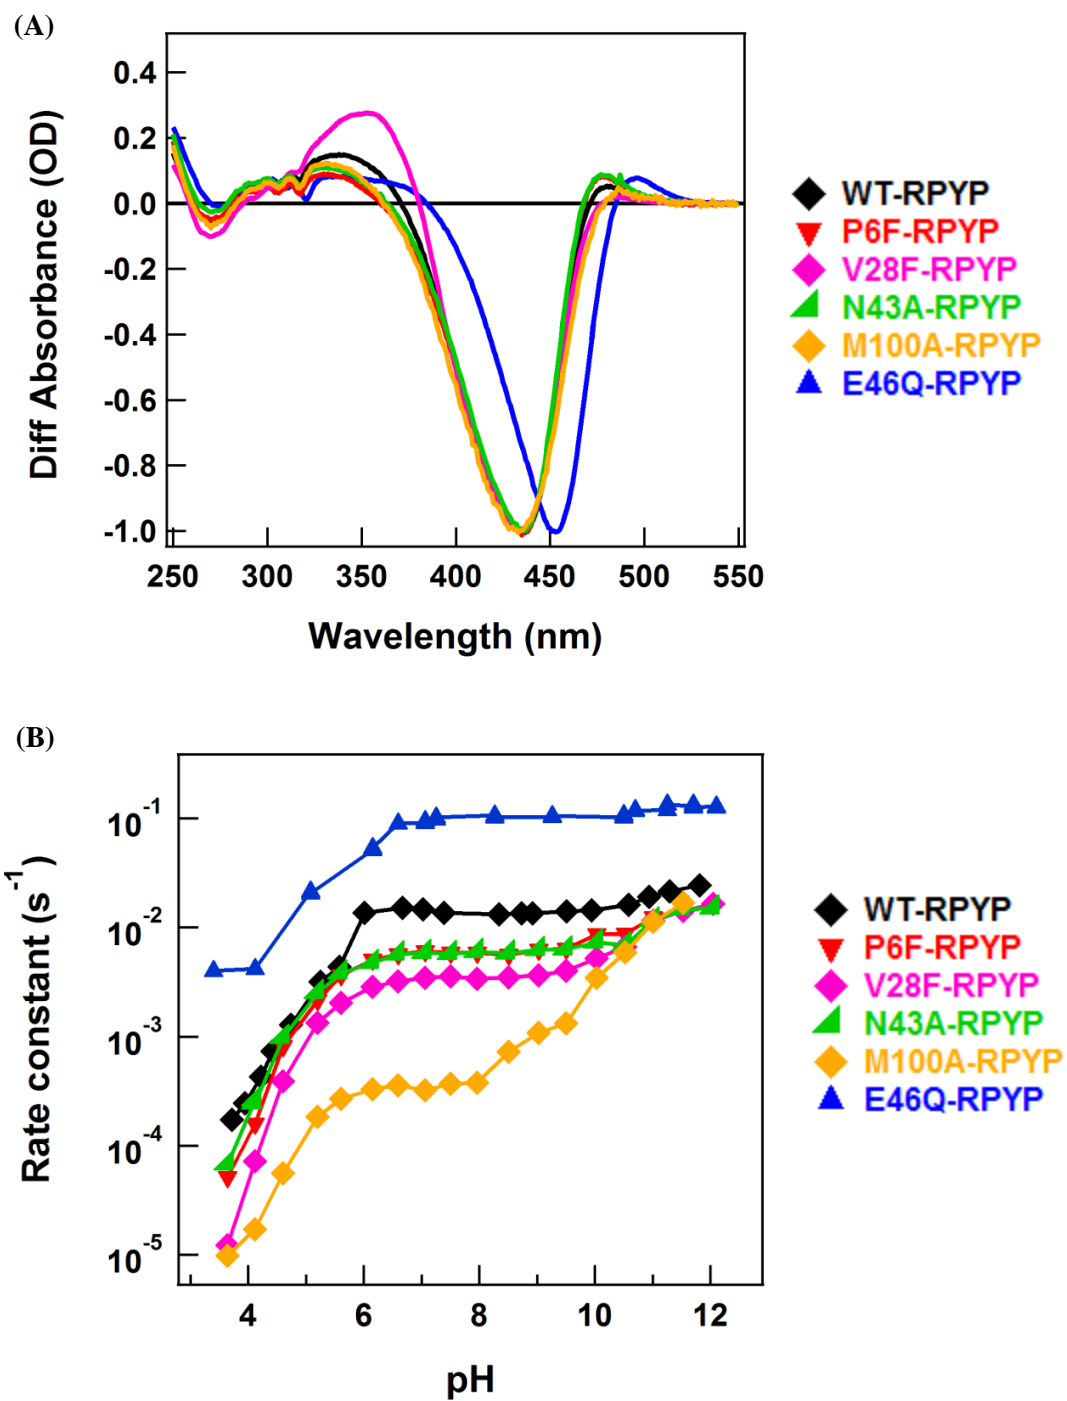 (A)
0.4
0.2
0.0
-0.2
-0.4
-0.6
-0.8
-1.0
Diff Absorbance (OD)
250 300 350 400 450 500 550
Wavelength (nm)
WT-RPYP
P6F-RPYP
V28F-RPYP
N43A-RPYP
M100A-RPYP
E46Q-RPYP
(B)
10⁻¹
10⁻²
10⁻³
10⁻⁴
10⁻⁵
Rate constant (s⁻¹)
4 6 8 10 12
pH
WT-RPYP
P6F-RPYP
V28F-RPYP
N43A-RPYP
M100A-RPYP
E46Q-RPYP